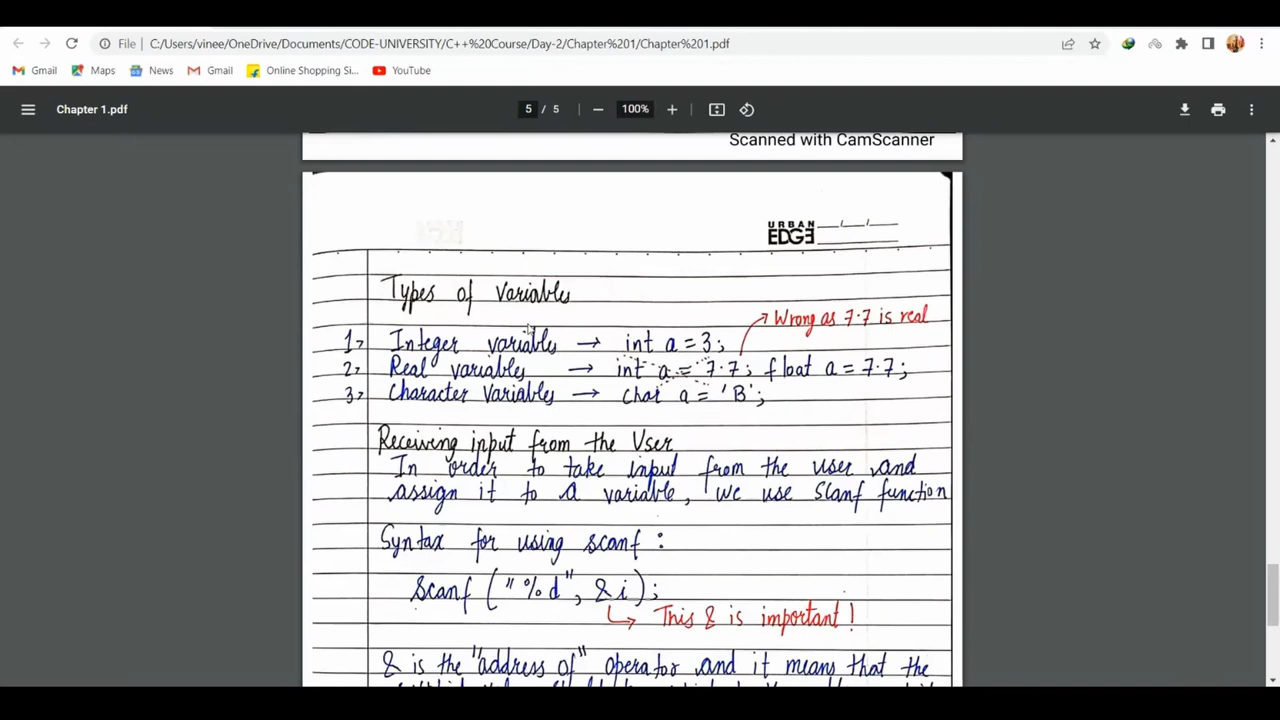 File C:/Users/vinee/OneDrive/Documents/CODE-UNIVERSITY/C++%20Course/Day-2/Chapter%201/Chapter%201.pdf
Gmail Maps News Gmail Online Shopping Si... YouTube
Chapter 1.pdf 5 / 5 100%
Scanned with CamScanner
URBAN
EDGE
Types of Variables
Wrong as 7.7 is real
1→ Integer variables → int a = 3;
2→ Real variables → int a = 7.7; float a = 7.7;
3→ Character Variables → char a = 'B';
Receiving input from the User
In order to take input from the user and
assign it to a variable, we use Scanf function
Syntax for using scanf :
Scanf ("%d", &i);
This & is important!
& is the "address of" operator and it means that the